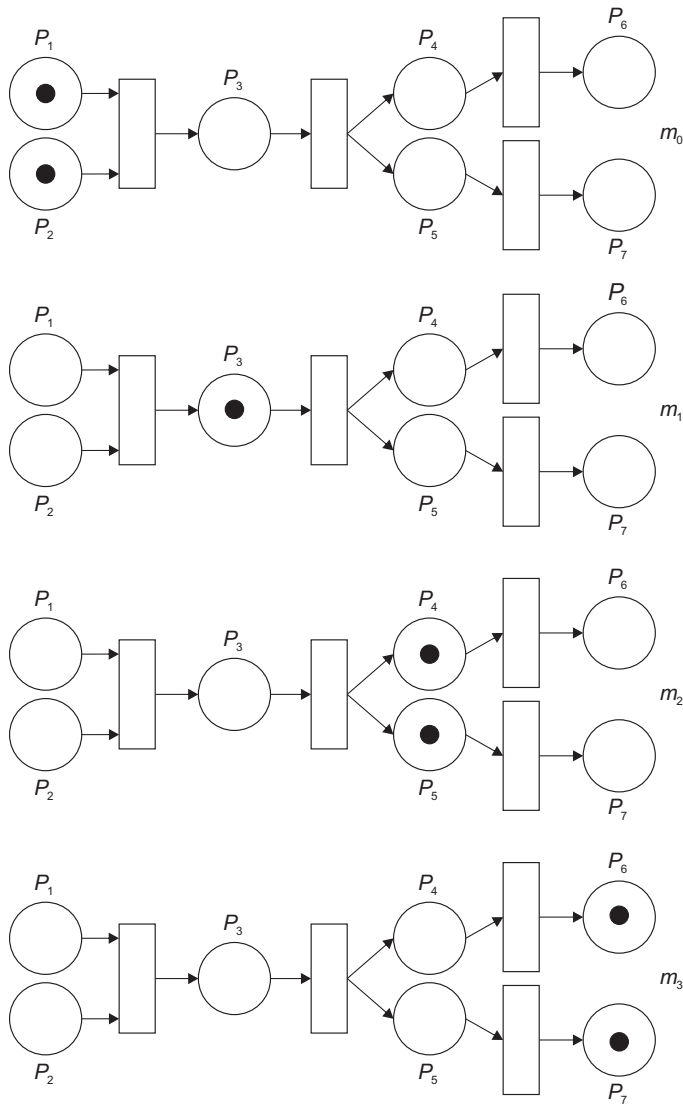 P₁ P₃ P₄ P₆
m₀
P₂ P₅ P₇
P₁ P₃ P₄ P₆
m₁
P₂ P₅ P₇
P₁ P₃ P₄ P₆
m₂
P₂ P₅ P₇
P₁ P₃ P₄ P₆
m₃
P₂ P₅ P₇